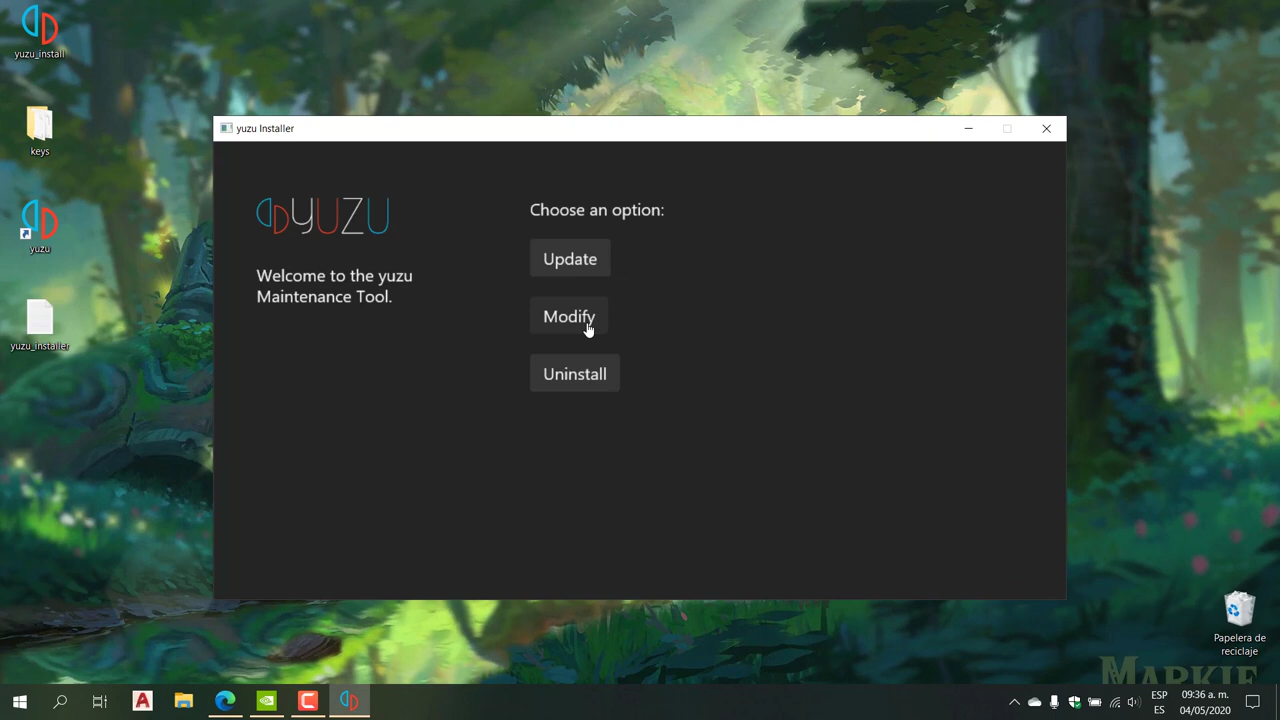 yuzu_install
keys
yuzu
yuzu_installer
yuzu Installer
YUZU
Welcome to the yuzu
Maintenance Tool.
Choose an option:
Update
Modify
Uninstall
Papelera de
reciclaje
MARKIE
ESP
ES
09:36 a. m.
04/05/2020